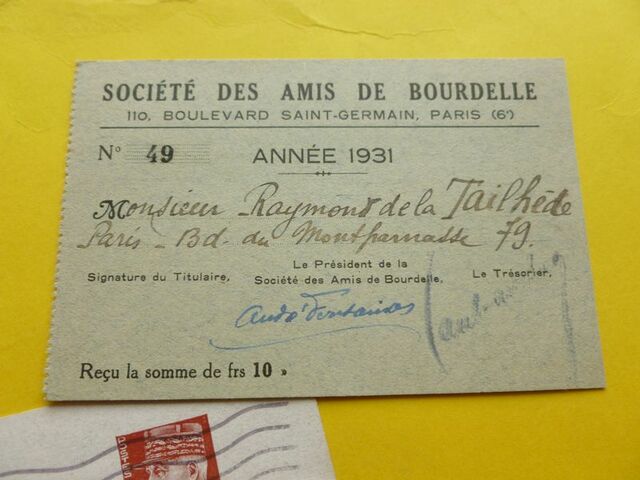 SOCIÉTÉ DES AMIS DE BOURDELLE
110, BOULEVARD SAINT-GERMAIN, PARIS (6e)
No 49 ANNÉE 1931
Monsieur Raymond de la Tailhède
Paris - Bd. du Montparnasse 79.
Signature du Titulaire, Le Président de la Société des Amis de Bourdelle, Le Trésorier,
André Fontainas
Reçu la somme de frs 10 »
POSTES